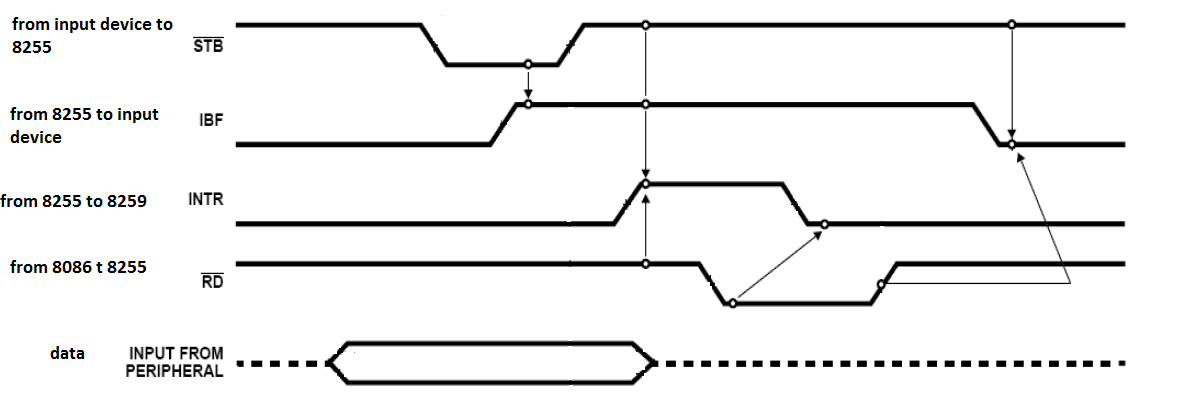 from input device to
8255
STB
from 8255 to input
device
IBF
from 8255 to 8259
INTR
from 8086 t 8255
RD
data
INPUT FROM
PERIPHERAL